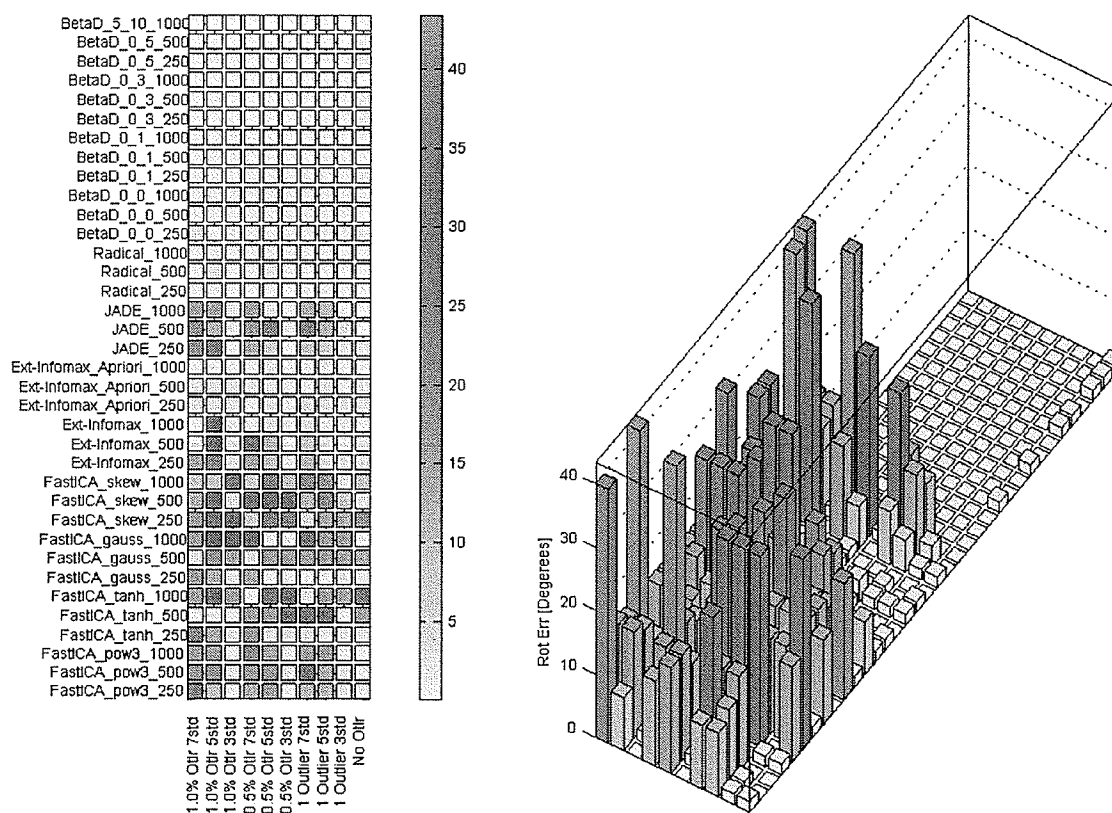 BetaD_5_10_1000
BetaD_0_5_500
BetaD_0_5_250
BetaD_0_3_1000
BetaD_0_3_500
BetaD_0_3_250
BetaD_0_1_1000
BetaD_0_1_500
BetaD_0_1_250
BetaD_0_0_1000
BetaD_0_0_500
BetaD_0_0_250
Radical_1000
Radical_500
Radical_250
JADE_1000
JADE_500
JADE_250
Ext-Infomax_Apriori_1000
Ext-Infomax_Apriori_500
Ext-Infomax_Apriori_250
Ext-Infomax_1000
Ext-Infomax_500
Ext-Infomax_250
FastICA_skew_1000
FastICA_skew_500
FastICA_skew_250
FastICA_gauss_1000
FastICA_gauss_500
FastICA_gauss_250
FastICA_tanh_1000
FastICA_tanh_500
FastICA_tanh_250
FastICA_pow3_1000
FastICA_pow3_500
FastICA_pow3_250
1.0% Otlr 7std
1.0% Otlr 5std
1.0% Otlr 3std
0.5% Otlr 7std
0.5% Otlr 5std
0.5% Otlr 3std
1 Outlier 7std
1 Outlier 5std
1 Outlier 3std
No Otlr
40
35
30
25
20
15
10
5
40
30
20
10
0
Rot Err [Degerees]